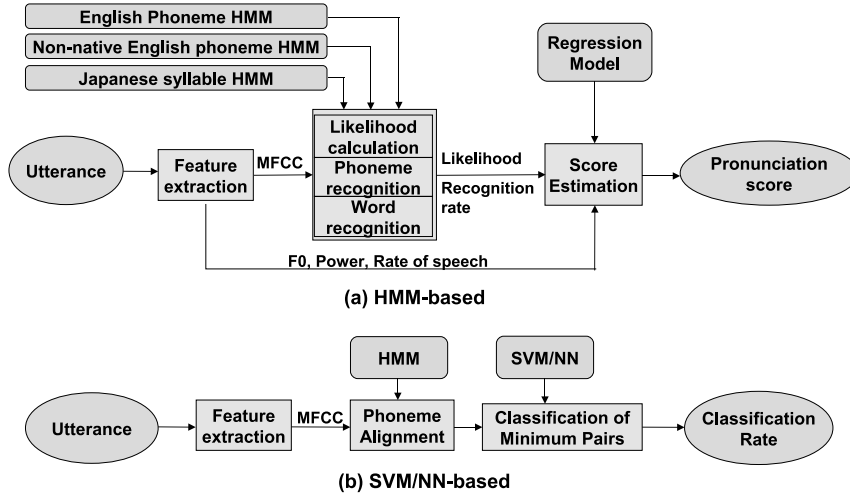 English Phoneme HMM
Non-native English phoneme HMM
Japanese syllable HMM
Regression
Model
Utterance
Feature
extraction
MFCC
Likelihood
calculation
Phoneme
recognition
Word
recognition
Likelihood
Recognition
rate
Score
Estimation
Pronunciation
score
F0, Power, Rate of speech
(a) HMM-based
HMM
SVM/NN
Utterance
Feature
extraction
MFCC
Phoneme
Alignment
Classification of
Minimum Pairs
Classification
Rate
(b) SVM/NN-based